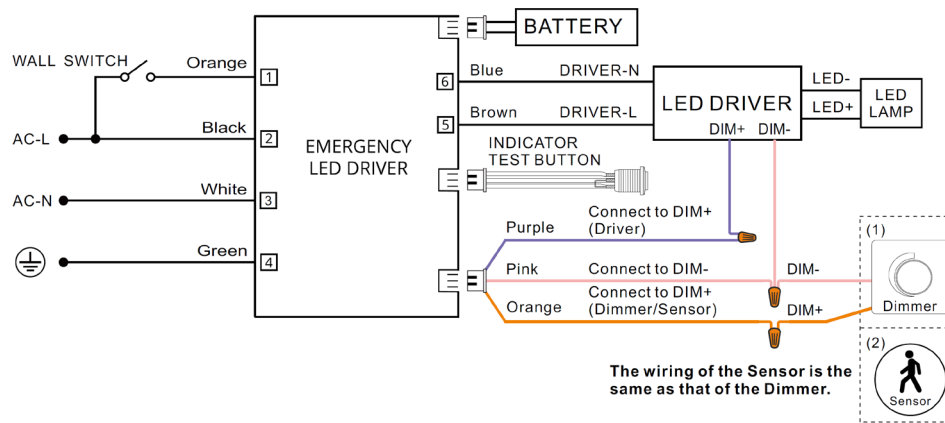 BATTERY
WALL SWITCH
Orange
1
6
Blue
DRIVER-N
LED-
LED DRIVER
LED
LAMP
LED+
AC-L
Black
2
5
Brown
DRIVER-L
DIM+
DIM-
EMERGENCY
LED DRIVER
INDICATOR
TEST BUTTON
AC-N
White
3
Purple
Connect to DIM+
(Driver)
(1)
Green
4
Pink
Connect to DIM-
DIM-
Orange
Connect to DIM+
(Dimmer/Sensor)
DIM+
Dimmer
(2)
The wiring of the Sensor is the
same as that of the Dimmer.
Sensor